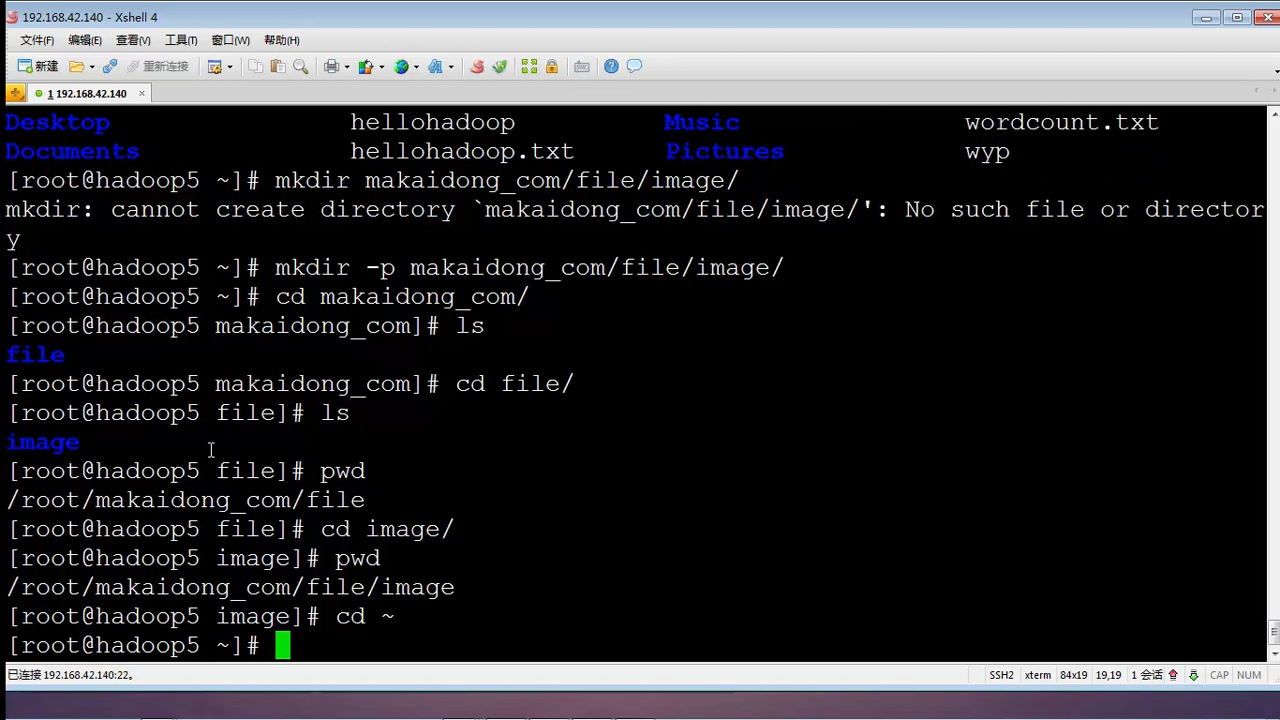 192.168.42.140 - Xshell 4
文件(F) 编辑(E) 查看(V) 工具(T) 窗口(W) 帮助(H)
新建 重新连接
1 192.168.42.140
Desktop hellohadoop Music wordcount.txt
Documents hellohadoop.txt Pictures wyp
[root@hadoop5 ~]# mkdir makaidong_com/file/image/
mkdir: cannot create directory `makaidong_com/file/image/': No such file or director
y
[root@hadoop5 ~]# mkdir -p makaidong_com/file/image/
[root@hadoop5 ~]# cd makaidong_com/
[root@hadoop5 makaidong_com]# ls
file
[root@hadoop5 makaidong_com]# cd file/
[root@hadoop5 file]# ls
image
[root@hadoop5 file]# pwd
/root/makaidong_com/file
[root@hadoop5 file]# cd image/
[root@hadoop5 image]# pwd
/root/makaidong_com/file/image
[root@hadoop5 image]# cd ~
[root@hadoop5 ~]#
已连接 192.168.42.140:22。 SSH2 xterm 84x19 19,19 1 会话 CAP NUM